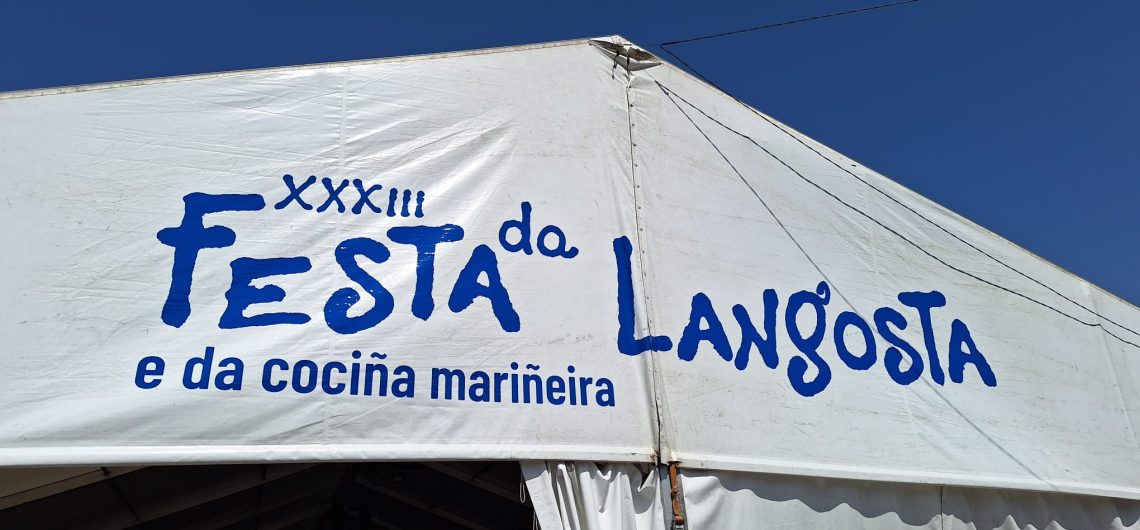 XXXIII
FESTA da LANGOSTA
e da cociña mariñeira